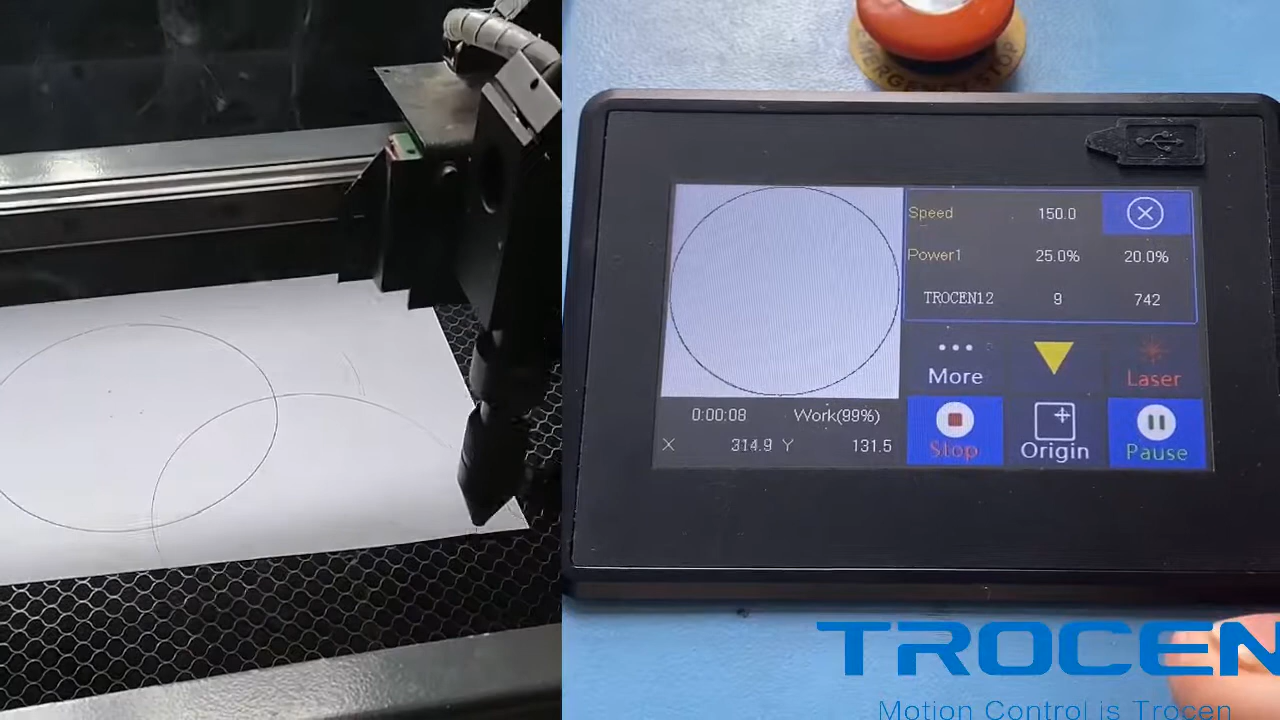 EMERGENCY STOP
Speed 150.0
Power1 25.0% 20.0%
TROCEN12 9 742
More
Laser
0:00:08 Work(99%)
X 314.9 Y 131.5
Stop
Origin
Pause
TROCEN
Motion Control is Trocen